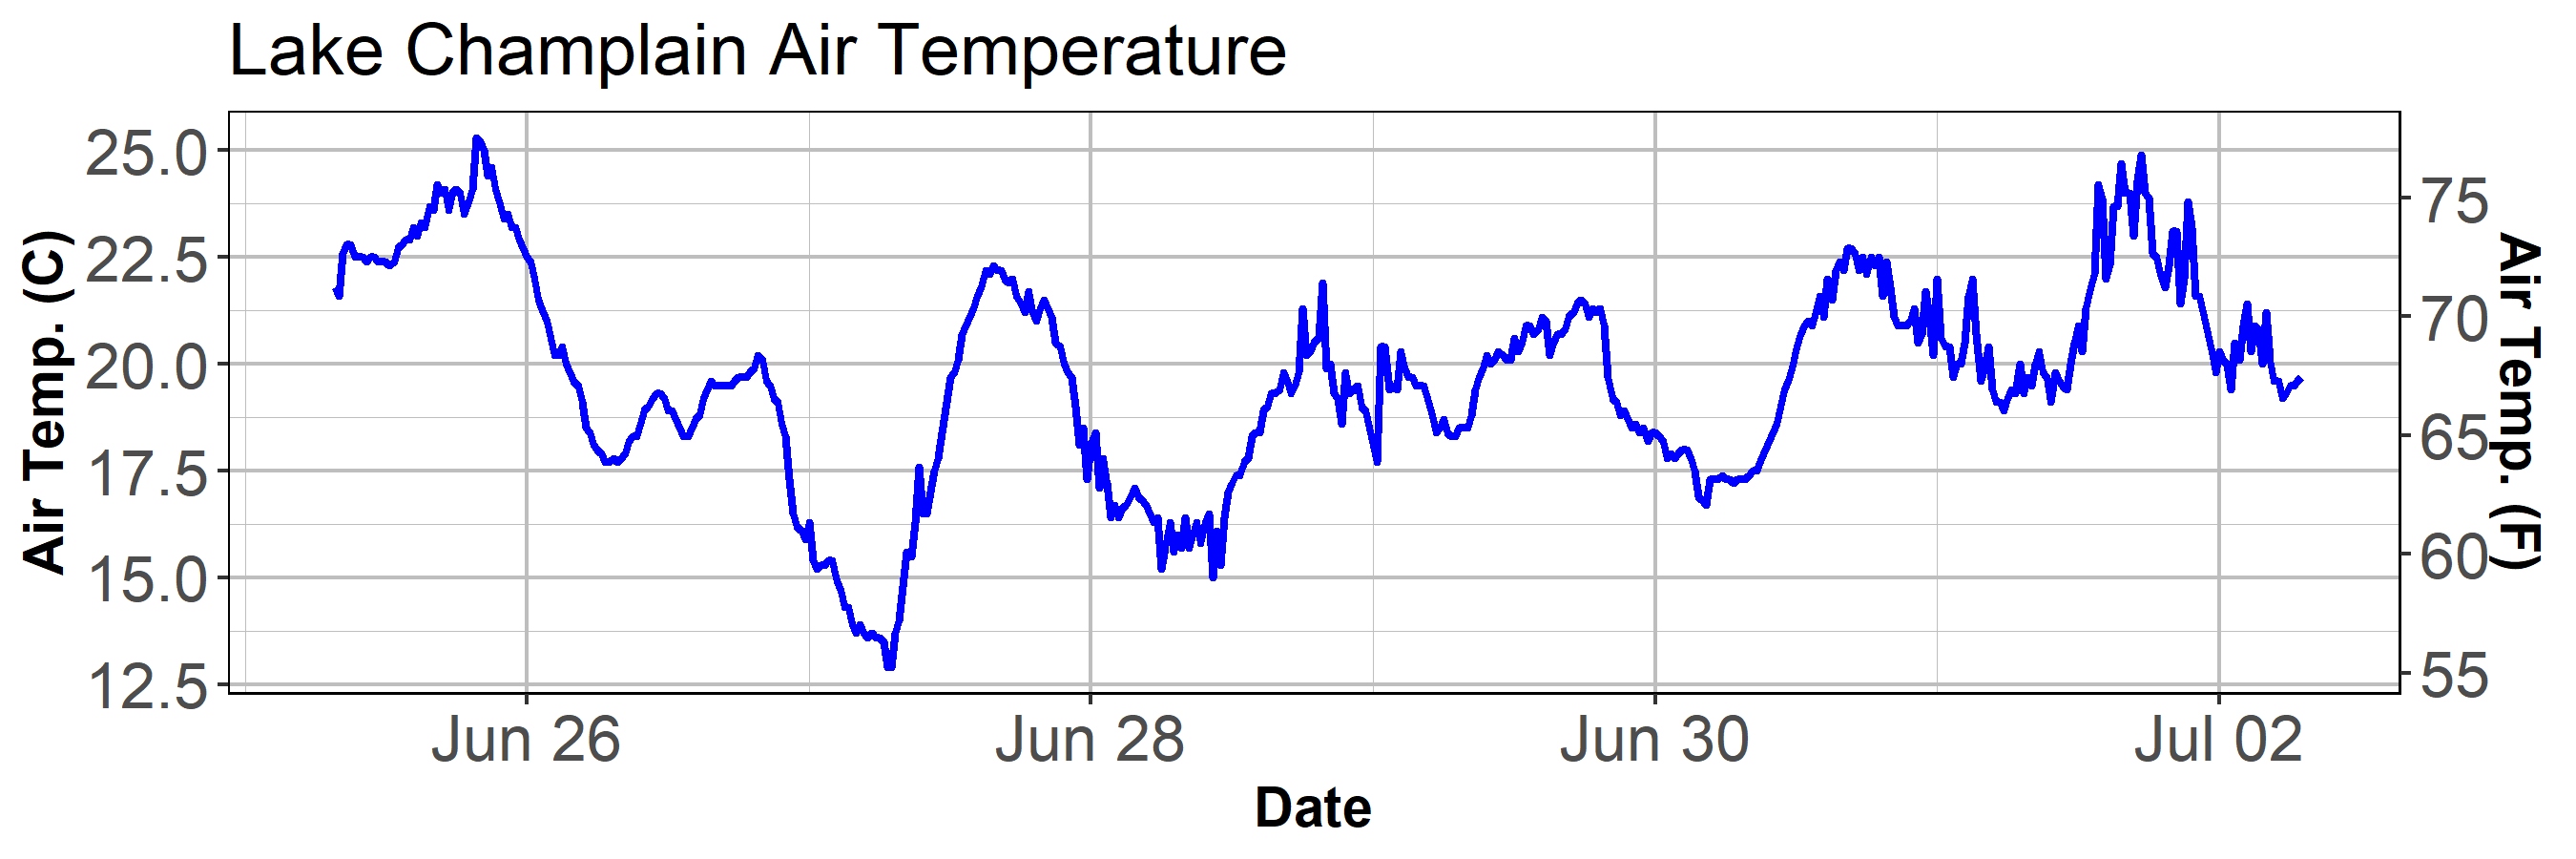 Lake Champlain Air Temperature
Air Temp. (C)
25.0
22.5
20.0
17.5
15.0
12.5
75
70
65
60
55
Air Temp. (F)
Jun 26 Jun 28 Jun 30 Jul 02
Date